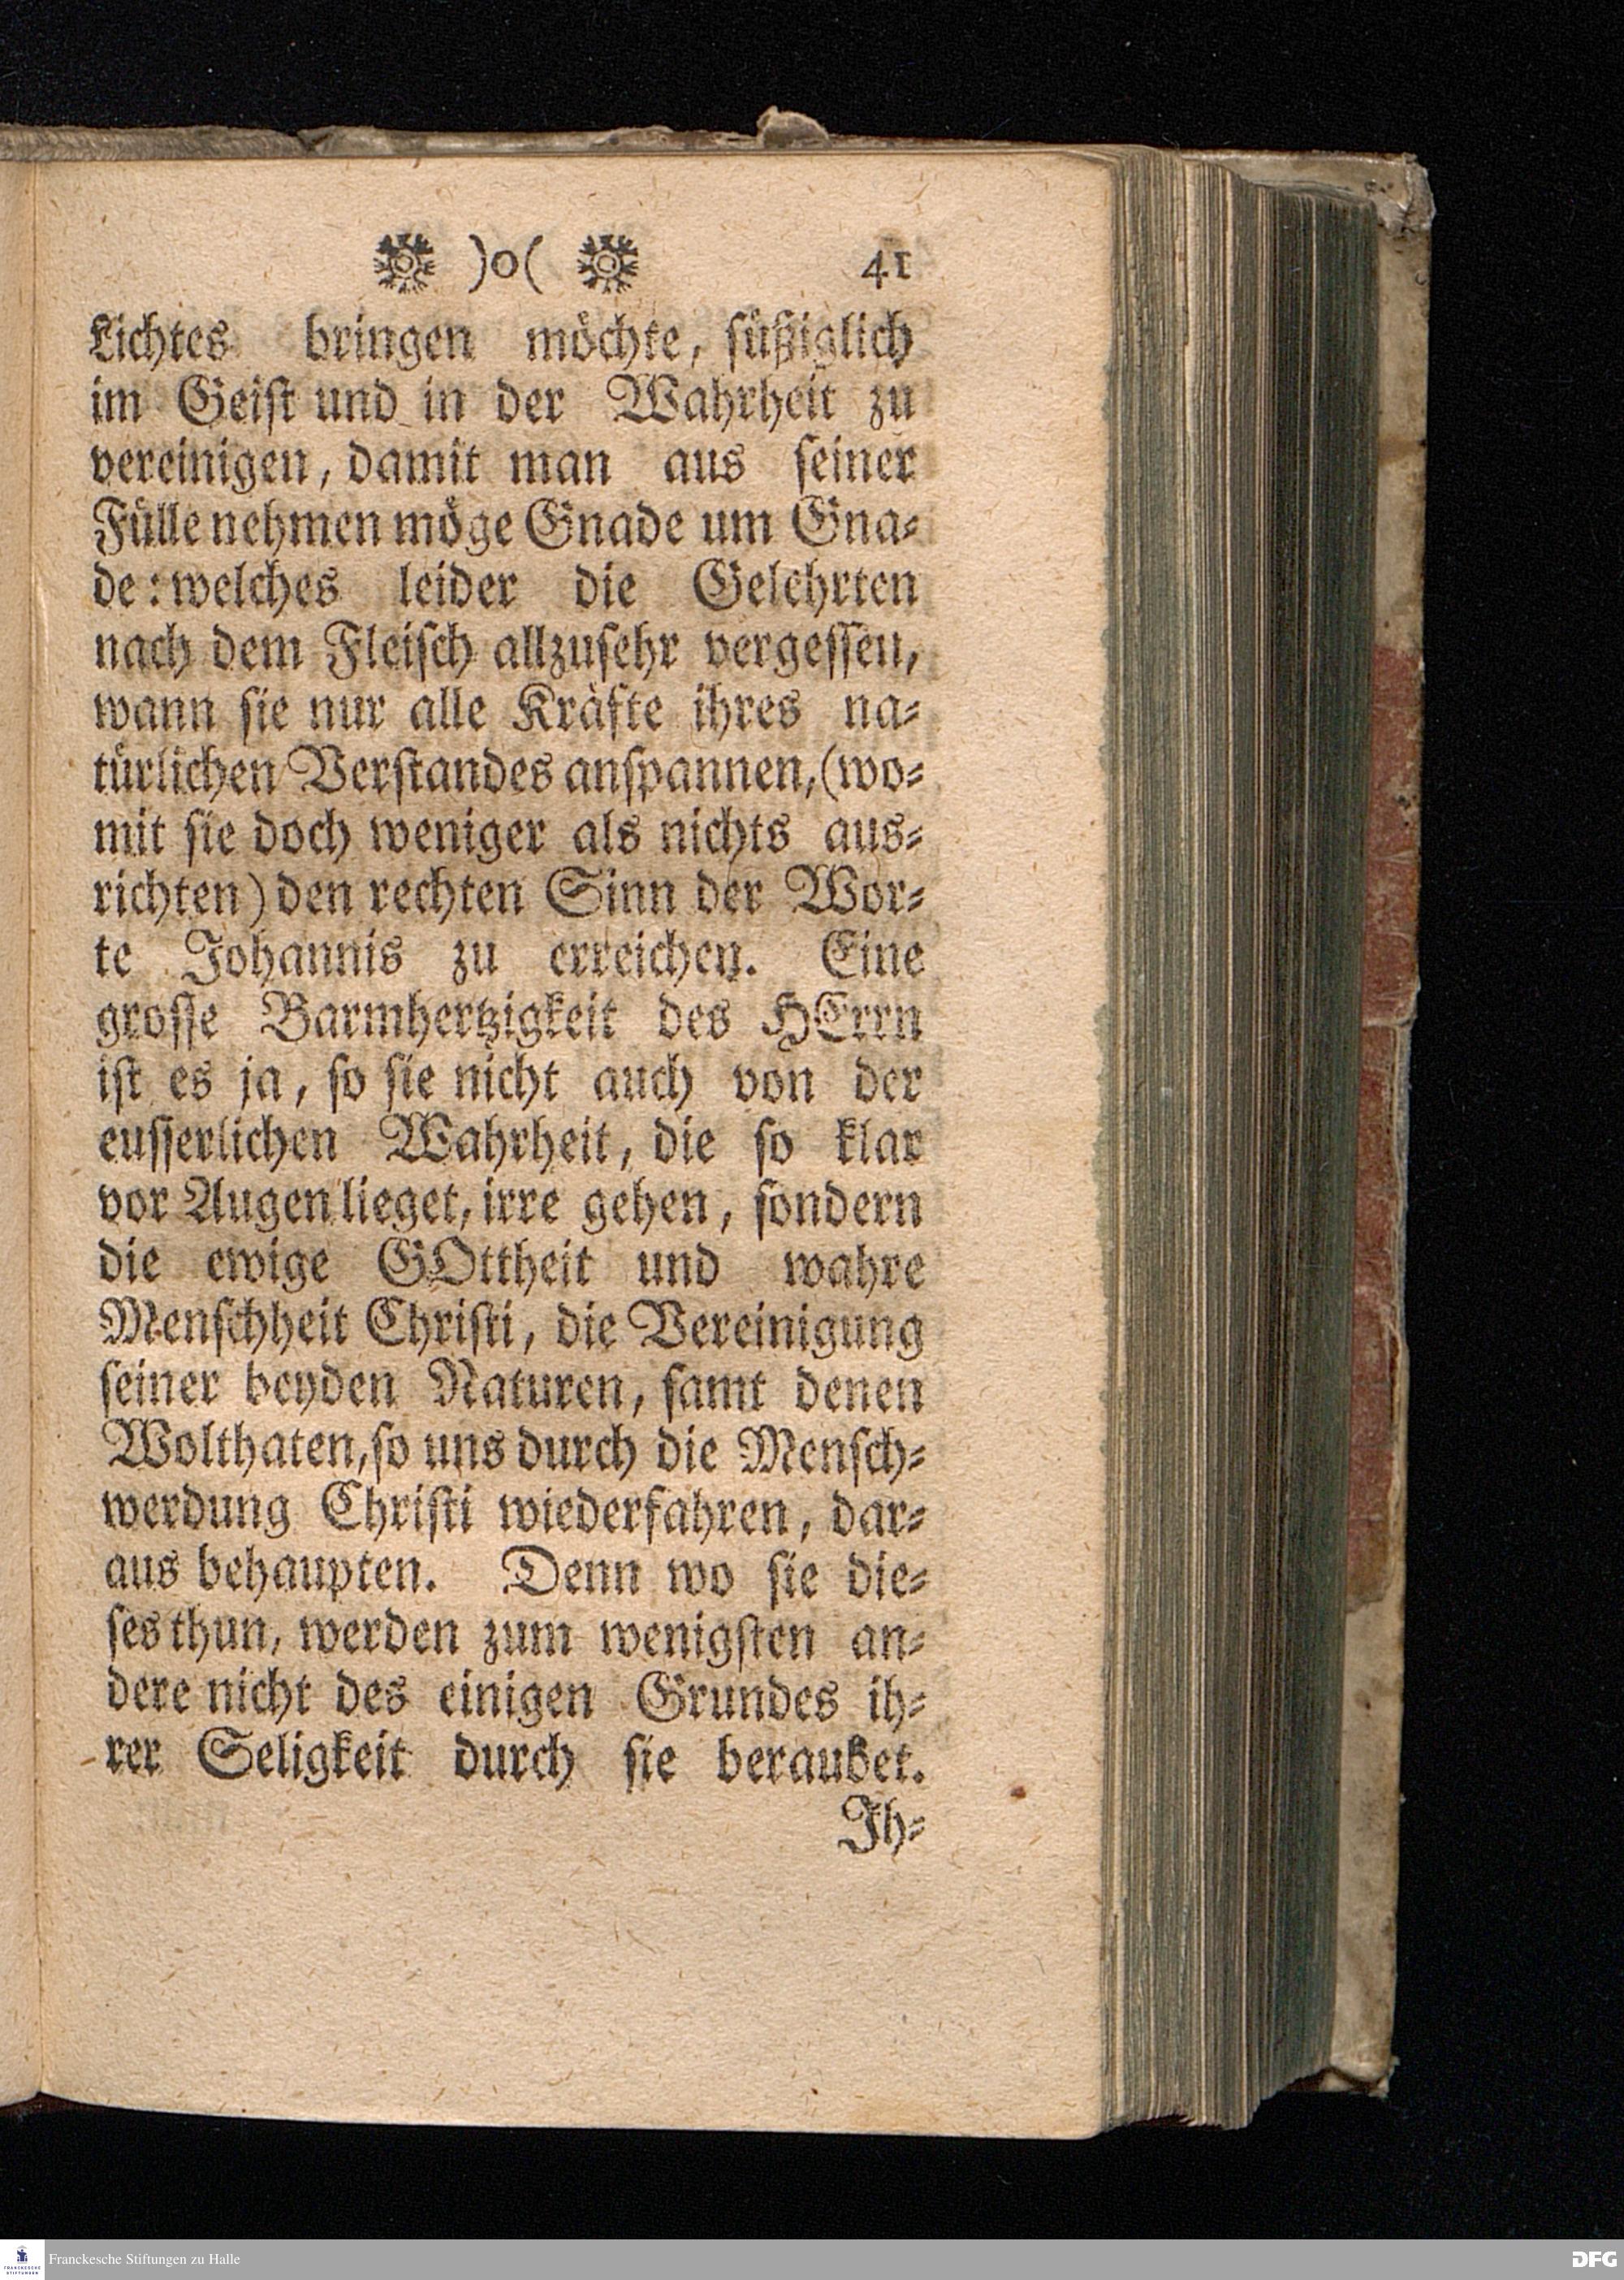 )o( 41
Lichtes bringen möchte, süßiglich
im Geist und in der Wahrheit zu
vereinigen, damit man aus seiner
Fülle nehmen möge Gnade um Gna-
de: welches leider die Gelehrten
nach dem Fleisch allzusehr vergessen,
wann sie nur alle Kräfte ihres na-
türlichen Verstandes anspannen, (wo-
mit sie doch weniger als nichts aus-
richten) den rechten Sinn der Wor-
te Johannis zu erreichen. Eine
grosse Barmhertzigkeit des HErrn
ist es ja, so sie nicht auch von der
eusserlichen Wahrheit, die so klar
vor Augen lieget, irre gehen, sondern
die ewige GOttheit und wahre
Menschheit Christi, die Vereinigung
seiner beyden Naturen, samt denen
Wolthaten, so uns durch die Mensch-
werdung Christi wiederfahren, dar-
aus behaupten. Denn wo sie die-
ses thun, werden zum wenigsten an-
dere nicht des einigen Grundes ih-
rer Seligkeit durch sie beraubet.
Ih-
Franckesche Stiftungen zu Halle
DFG